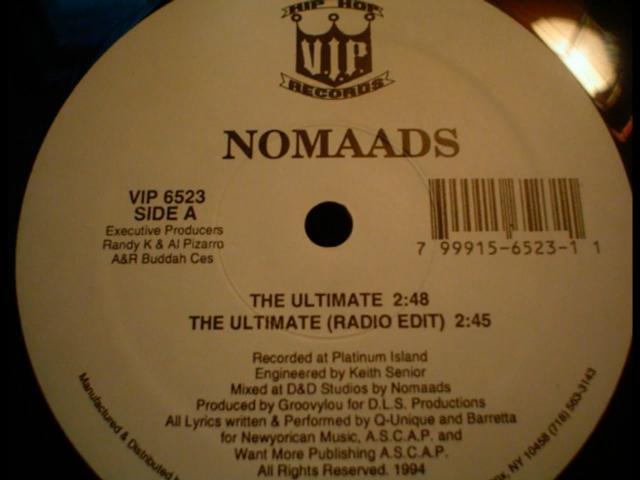 HIP HOP
V.I.P.
RECORDS
NOMAADS
VIP 6523
SIDE A
Executive Producers
Randy K & Al Pizarro
A&R Buddah Ces
7 99915-6523-1 1
THE ULTIMATE 2:48
THE ULTIMATE (RADIO EDIT) 2:45
Recorded at Platinum Island
Engineered by Keith Senior
Mixed at D&D Studios by Nomaads
Produced by Groovylou for D.L.S. Productions
All Lyrics written & Performed by Q-Unique and Barretta
for Newyorican Music, A.S.C.A.P. and
Want More Publishing A.S.C.A.P.
All Rights Reserved. 1994
Manufactured & Distributed
NY 10458 (718) 563-3143